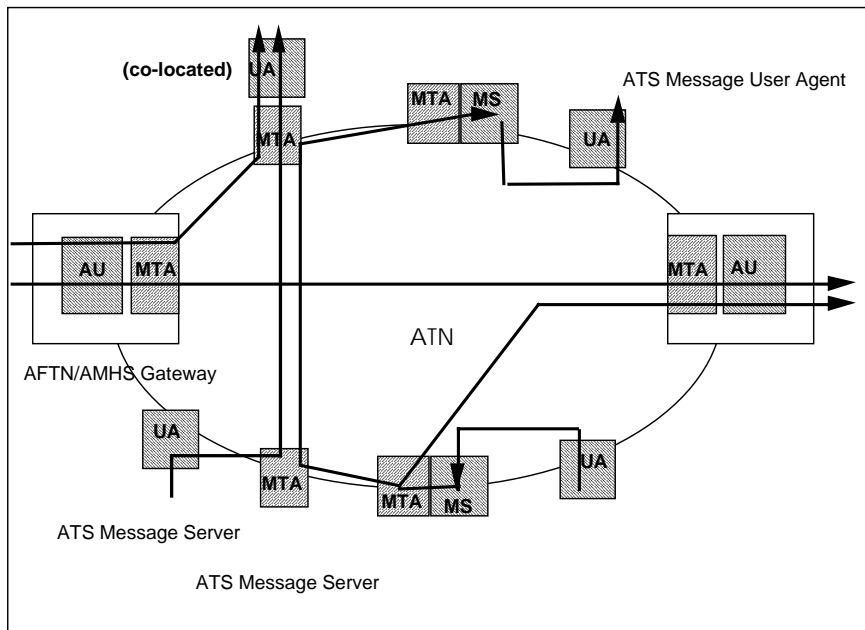 UA
(co-located)
MTA
MTA
MS
ATS Message User Agent
UA
AU
MTA
MTA
AU
ATN
AFTN/AMHS Gateway
UA
MTA
MTA
MS
UA
ATS Message Server
ATS Message Server